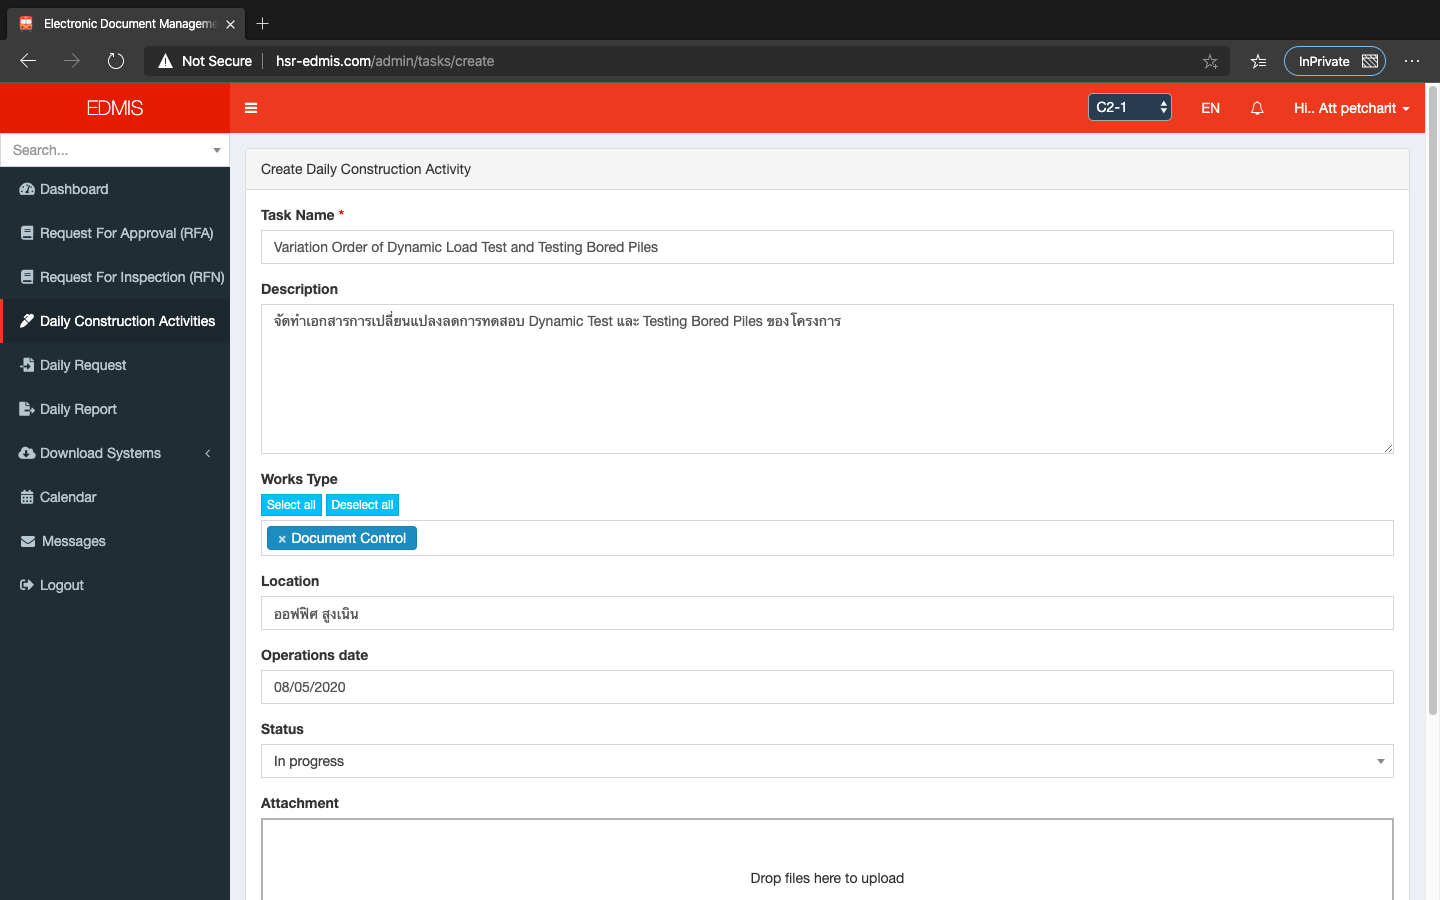 Electronic Document Manageme
Not Secure
hsr-edmis.com/admin/tasks/create
InPrivate
EDMIS
C2-1
EN
Hi.. Att petcharit
Search...
Dashboard
Request For Approval (RFA)
Request For Inspection (RFN)
Daily Construction Activities
Daily Request
Daily Report
Download Systems
Calendar
Messages
Logout
Create Daily Construction Activity
Task Name *
Variation Order of Dynamic Load Test and Testing Bored Piles
Description
จัดทำเอกสารการเปลี่ยนแปลงลดการทดสอบ Dynamic Test และ Testing Bored Piles ของโครงการ
Works Type
Select all Deselect all
× Document Control
Location
ออฟฟิศ สูงเนิน
Operations date
08/05/2020
Status
In progress
Attachment
Drop files here to upload